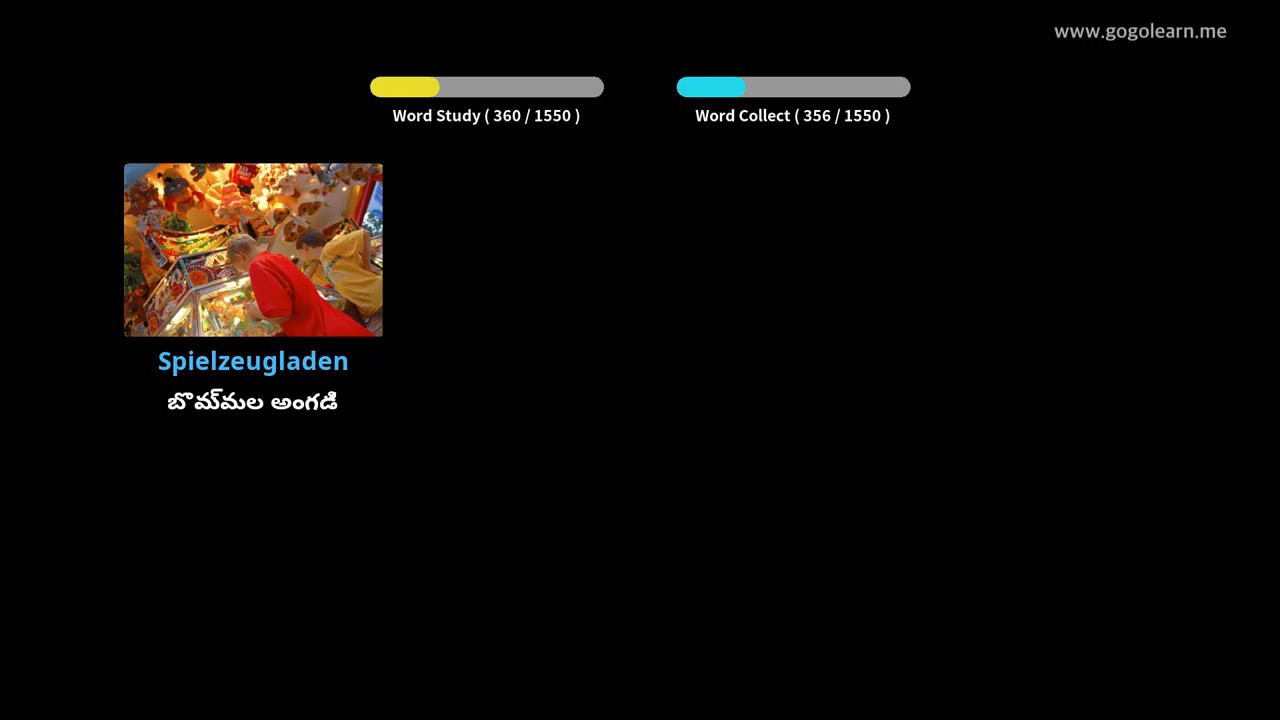 www.gogolearn.me
Word Study ( 360 / 1550 )
Word Collect ( 356 / 1550 )
Spielzeugladen
బొమ్మల అంగడి